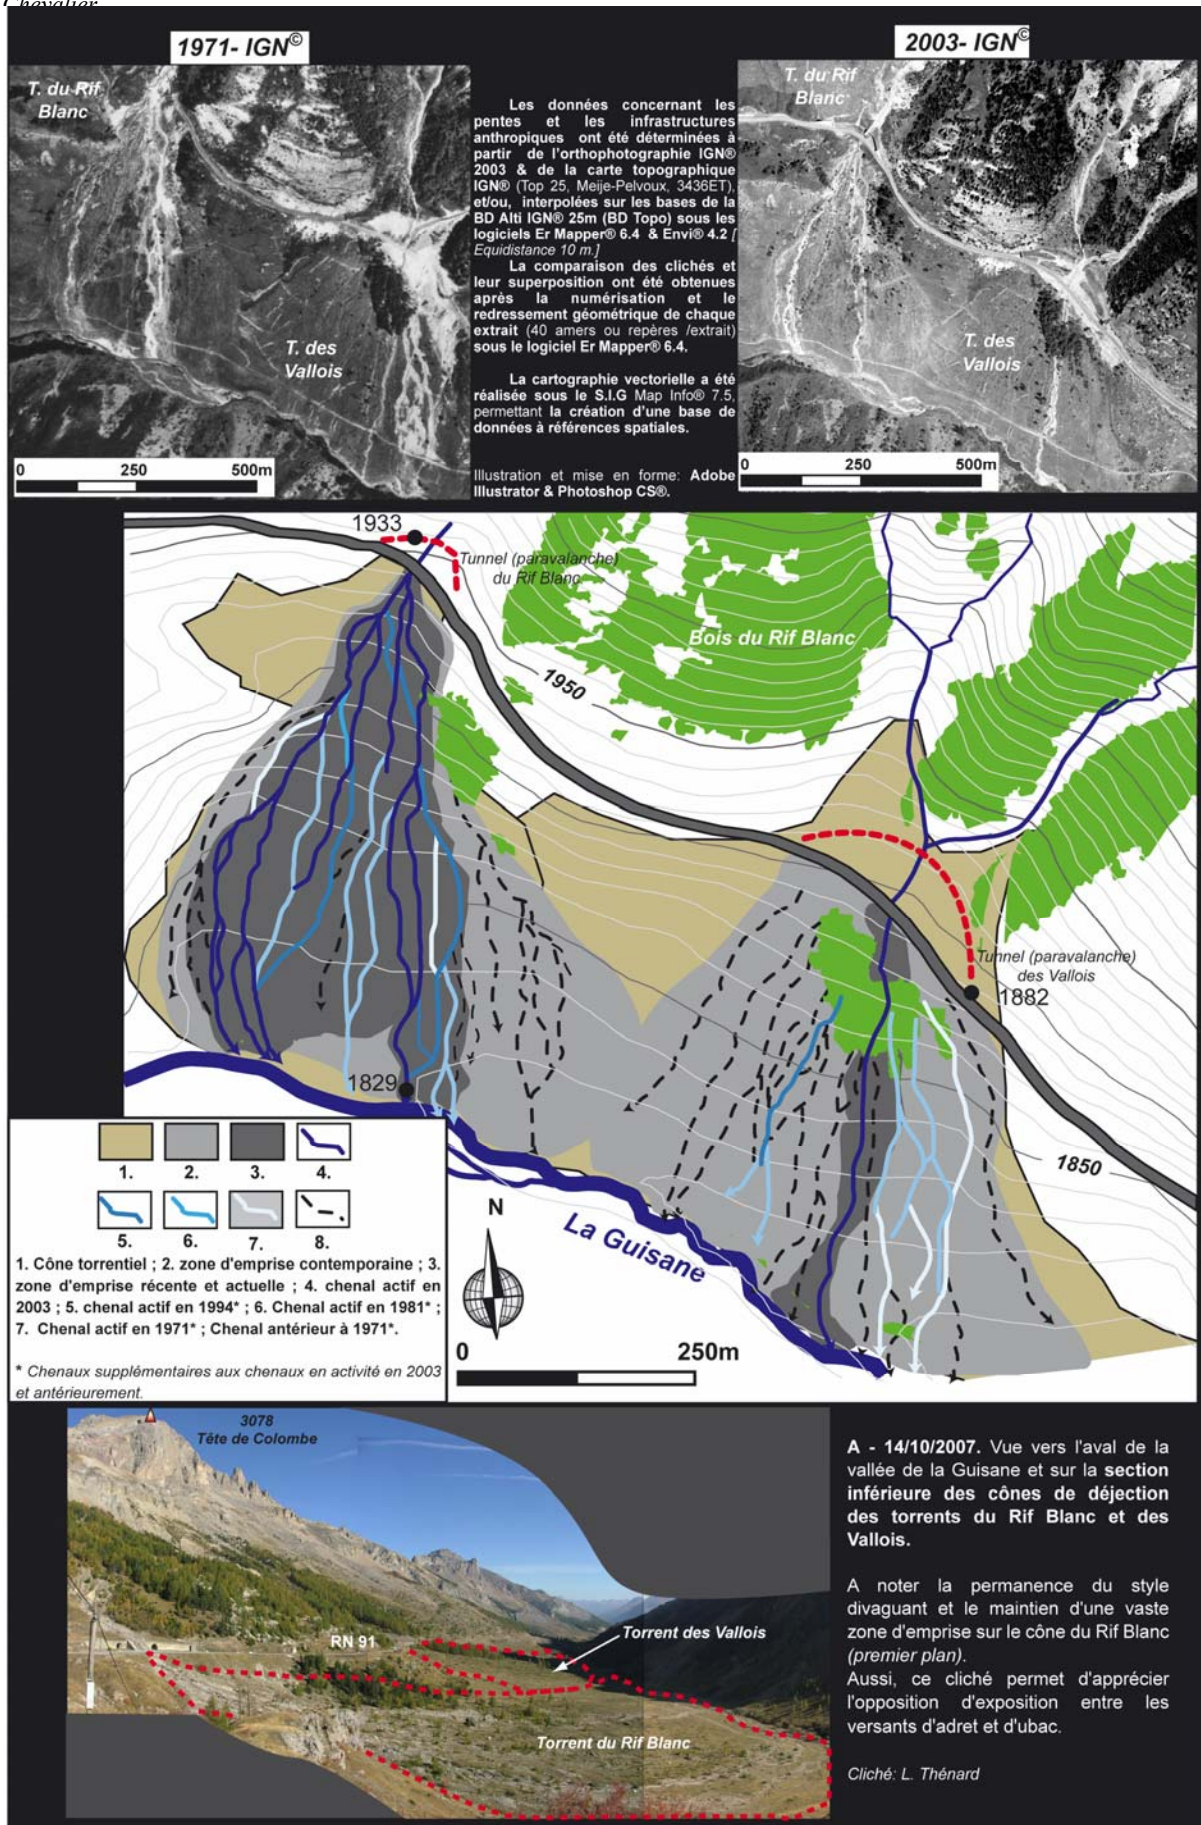 Chevalier
1971- IGN©
2003- IGN©
T. du Rif
Blanc
T. des
Vallois
0 250 500m
Les données concernant les
pentes et les infrastructures
anthropiques ont été déterminées à
partir de l'orthophotographie IGN®
2003 & de la carte topographique
IGN® (Top 25, Meije-Pelvoux, 3436ET),
et/ou, interpolées sur les bases de la
BD Alti IGN® 25m (BD Topo) sous les
logiciels Er Mapper® 6.4 & Envi® 4.2 [
Equidistance 10 m.]
La comparaison des clichés et
leur superposition ont été obtenues
après la numérisation et le
redressement géométrique de chaque
extrait (40 amers ou repères /extrait)
sous le logiciel Er Mapper® 6.4.
La cartographie vectorielle a été
réalisée sous le S.I.G Map Info® 7.5,
permettant la création d'une base de
données à références spatiales.
Illustration et mise en forme: Adobe
Illustrator & Photoshop CS®.
T. du Rif
Blanc
T. des
Vallois
0 250 500m
1933
Tunnel (paravalanche)
du Rif Blanc
Bois du Rif Blanc
1950
Tunnel (paravalanche)
des Vallois
1882
1829
1850
La Guisane
N
0 250m
1. 2. 3. 4.
5. 6. 7. 8.
1. Cône torrentiel ; 2. zone d'emprise contemporaine ; 3.
zone d'emprise récente et actuelle ; 4. chenal actif en
2003 ; 5. chenal actif en 1994* ; 6. Chenal actif en 1981* ;
7. Chenal actif en 1971* ; Chenal antérieur à 1971*.
* Chenaux supplémentaires aux chenaux en activité en 2003
et antérieurement.
3078
Tête de Colombe
RN 91
Torrent des Vallois
Torrent du Rif Blanc
A - 14/10/2007. Vue vers l'aval de la
vallée de la Guisane et sur la section
inférieure des cônes de déjection
des torrents du Rif Blanc et des
Vallois.
A noter la permanence du style
divaguant et le maintien d'une vaste
zone d'emprise sur le cône du Rif Blanc
(premier plan).
Aussi, ce cliché permet d'apprécier
l'opposition d'exposition entre les
versants d'adret et d'ubac.
Cliché: L. Thénard